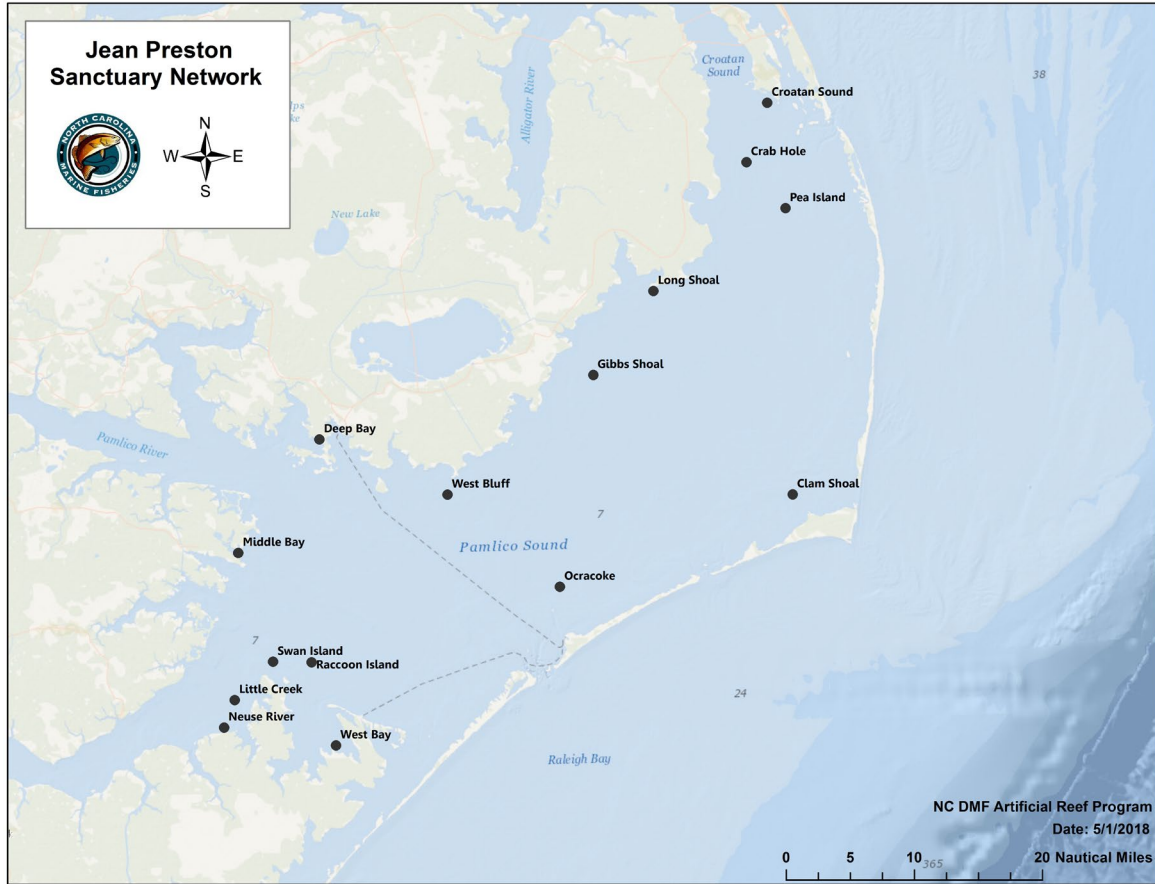 Jean Preston
Sanctuary Network
NORTH CAROLINA
MARINE FISHERIES
N
W E
S
Croatan
Sound
38
Alligator River
Croatan Sound
Crab Hole
Pea Island
New Lake
Long Shoal
Gibbs Shoal
Deep Bay
Pamlico River
West Bluff
Clam Shoal
7
Pamlico Sound
Middle Bay
Ocracoke
7
Swan Island
Raccoon Island
Little Creek
24
Neuse River
West Bay
Raleigh Bay
NC DMF Artificial Reef Program
Date: 5/1/2018
0 5 10 20 Nautical Miles
365